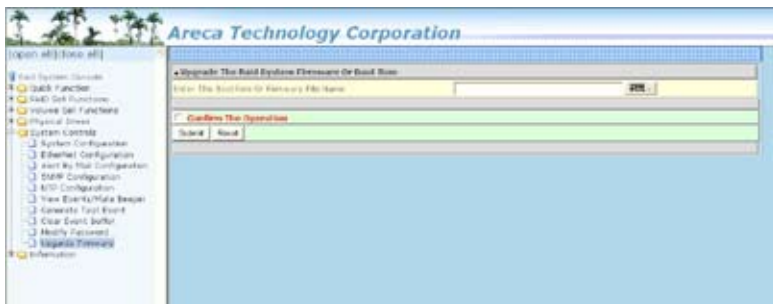 Areca Technology Corporation
[open all|close all]
Raid System Console
Quick Function
RAID Set Functions
Volume Set Functions
Physical Drives
System Controls
System Configuration
EtherNet Configuration
Alert By Mail Configuration
SNMP Configuration
NTP Configuration
View Events/Mute Beeper
Generate Test Event
Clear Event Buffer
Modify Password
Upgrade Firmware
Information
Upgrade The Raid System Firmware Or Boot Rom
Enter The BootRom Or Firmware File Name
Confirm The Operation
Submit Reset